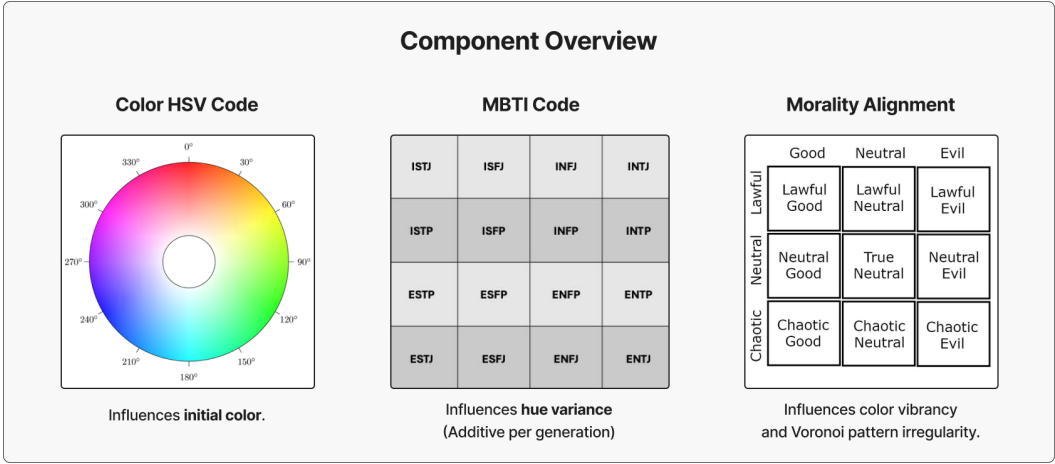 Component Overview
Color HSV Code
MBTI Code
Morality Alignment
0°
30°
60°
90°
120°
150°
180°
210°
240°
270°
300°
330°
ISTJ ISFJ INFJ INTJ
ISTP ISFP INFP INTP
ESTP ESFP ENFP ENTP
ESTJ ESFJ ENFJ ENTJ
Good Neutral Evil
Lawful
Lawful
Good
Lawful
Neutral
Lawful
Evil
Neutral
Neutral
Good
True
Neutral
Neutral
Evil
Chaotic
Chaotic
Good
Chaotic
Neutral
Chaotic
Evil
Influences initial color.
Influences hue variance
(Additive per generation)
Influences color vibrancy
and Voronoi pattern irregularity.